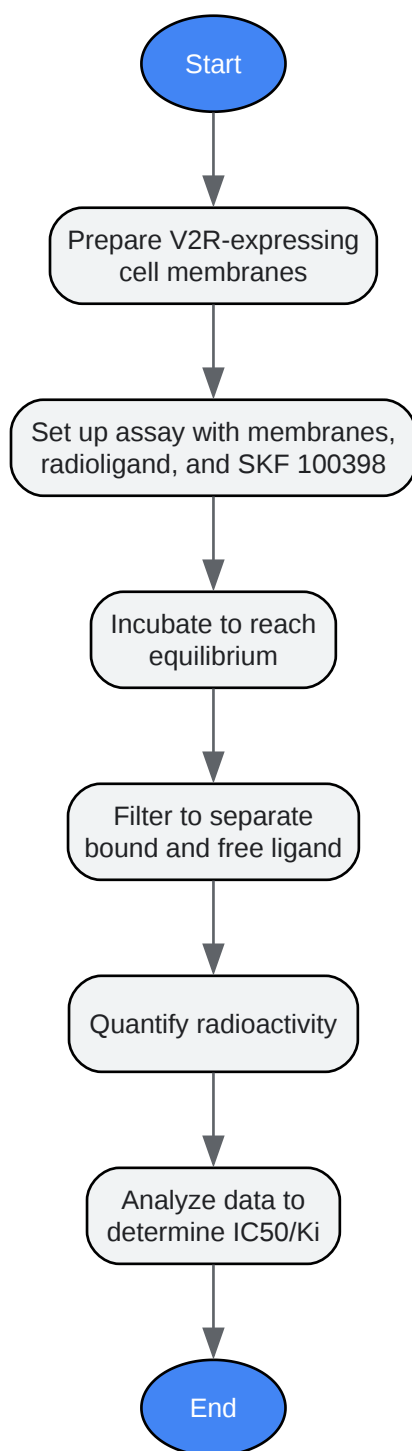 Start
Prepare V2R-expressing
cell membranes
Set up assay with membranes,
radioligand, and SKF 100398
Incubate to reach
equilibrium
Filter to separate
bound and free ligand
Quantify radioactivity
Analyze data to
determine IC50/Ki
End